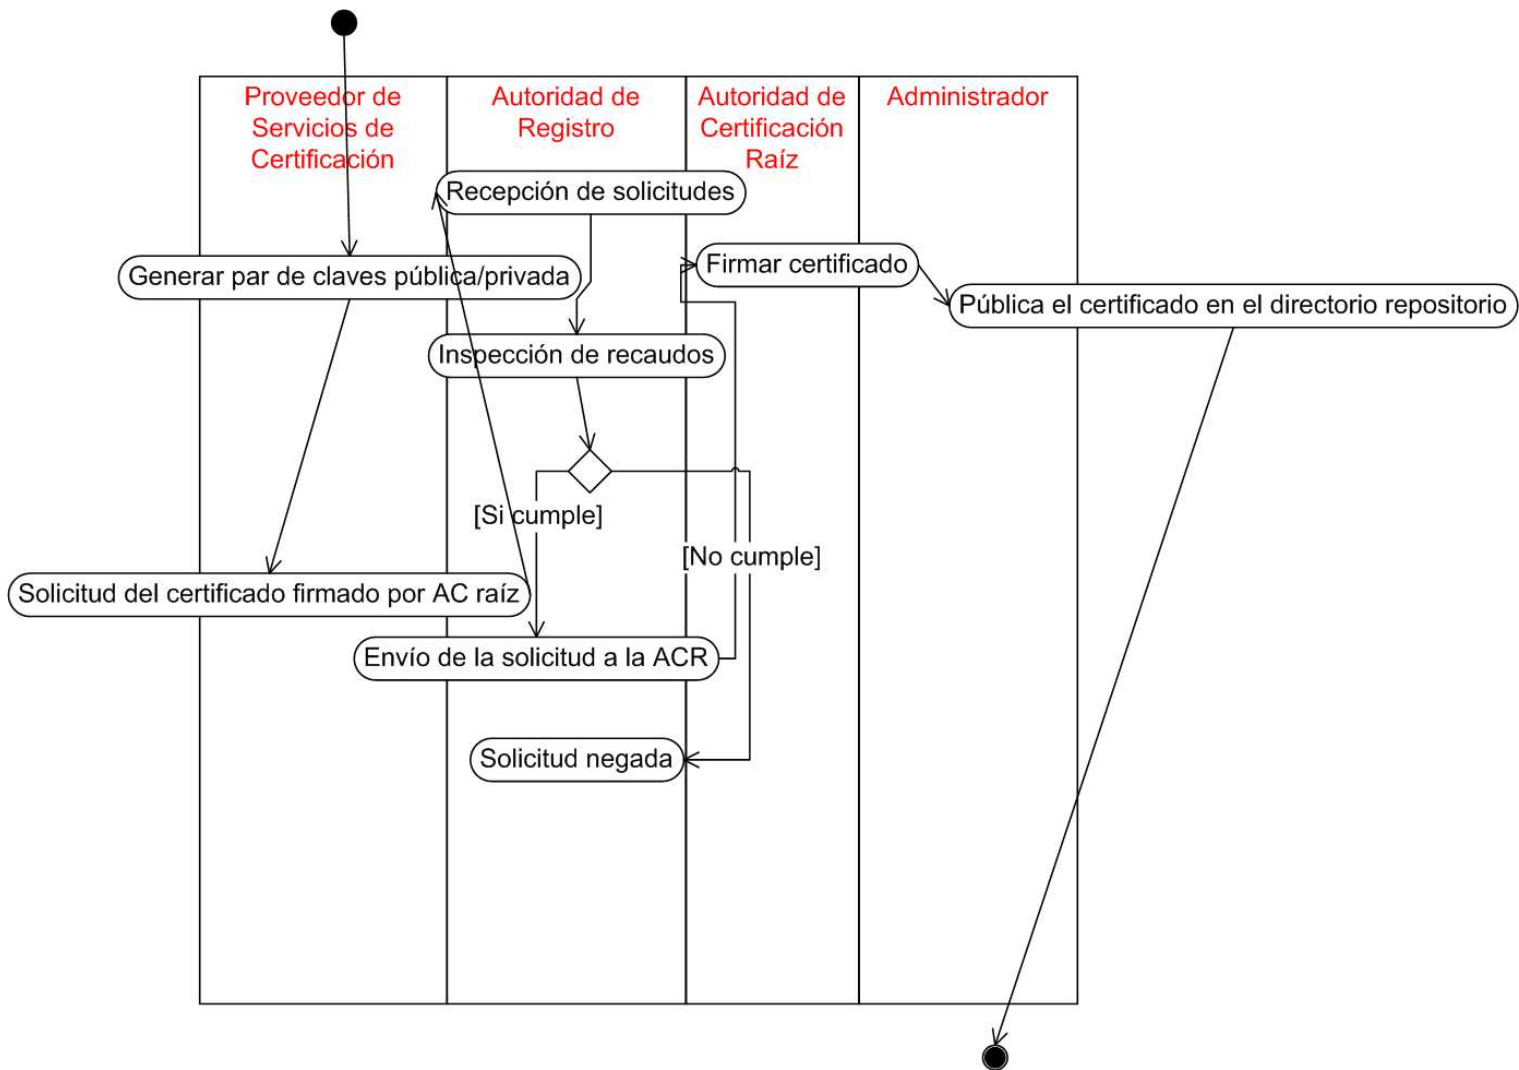 Proveedor de
Servicios de
Certificación
Autoridad de
Registro
Autoridad de
Certificación
Raíz
Administrador
Recepción de solicitudes
Firmar certificado
Generar par de claves pública/privada
Pública el certificado en el directorio repositorio
Inspección de recaudos
[Si cumple]
[No cumple]
Solicitud del certificado firmado por AC raíz
Envío de la solicitud a la ACR
Solicitud negada